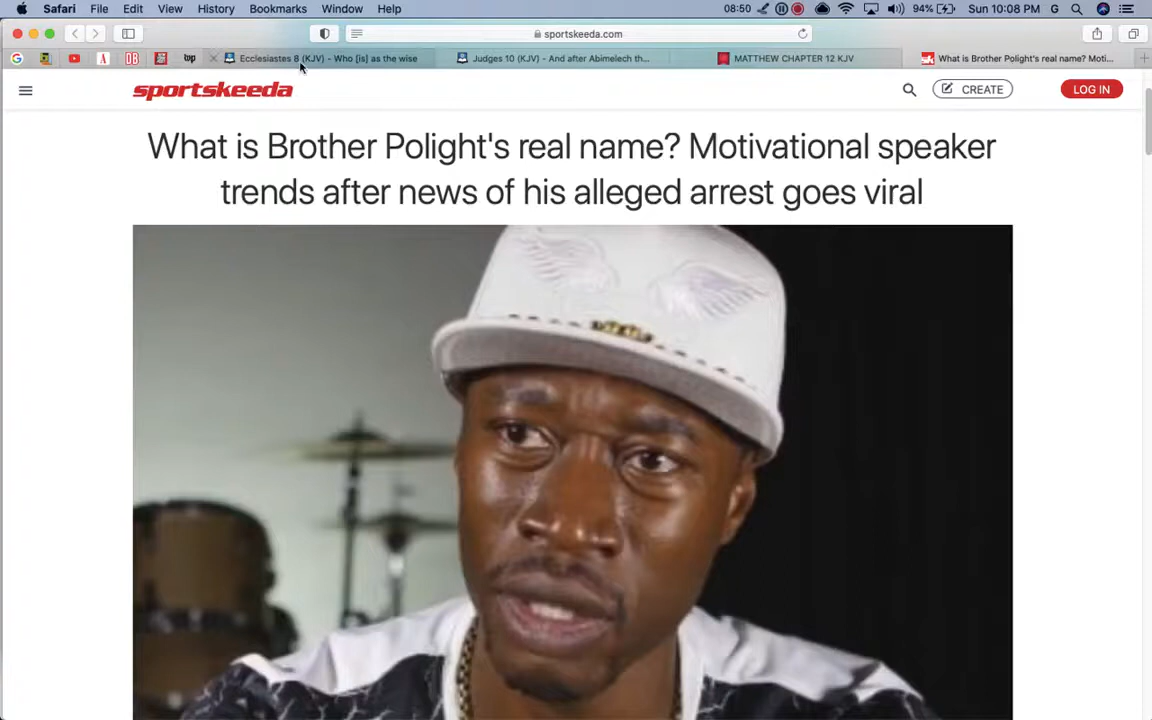 Safari File Edit View History Bookmarks Window Help 08:50 94% Sun 10:08 PM G
sportskeeda.com
G A DB wp Ecclesiastes 8 (KJV) - Who [is] as the wise Judges 10 (KJV) - And after Abimelech th... MATTHEW CHAPTER 12 KJV What is Brother Polight's real name? Moti...
sportskeeda CREATE LOG IN
What is Brother Polight's real name? Motivational speaker
trends after news of his alleged arrest goes viral